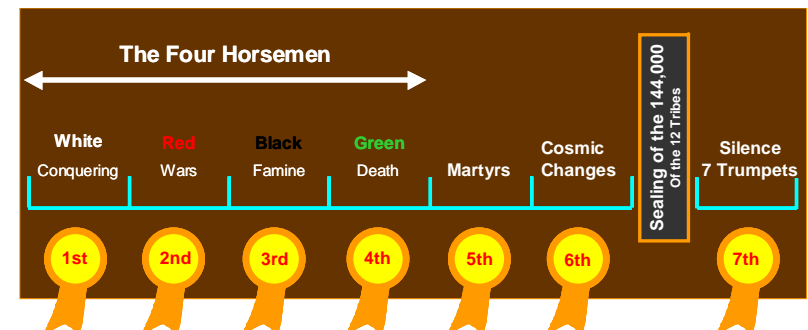 The Four Horsemen
White
Conquering
Red
Wars
Black
Famine
Green
Death
Martyrs
Cosmic
Changes
Sealing of the 144,000
Of the 12 Tribes
Silence
7 Trumpets
1st
2nd
3rd
4th
5th
6th
7th